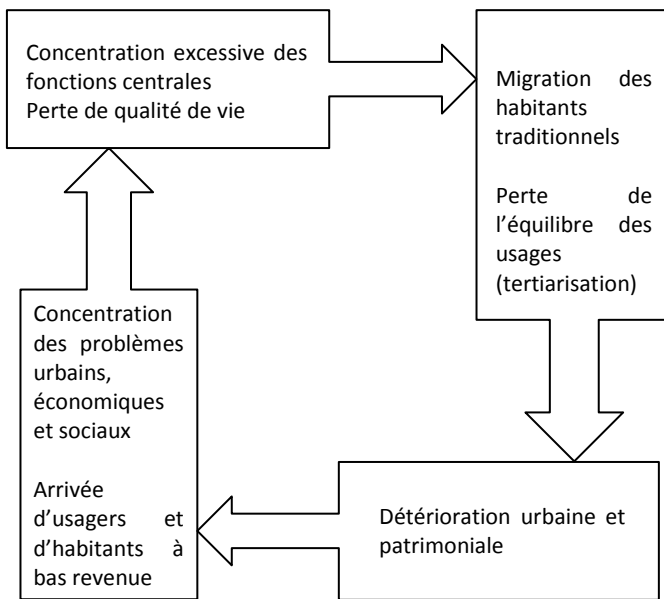 Concentration excessive des
fonctions centrales
Perte de qualité de vie
Migration des
habitants
traditionnels
Perte de
l’équilibre des
usages
(tertiarisation)
Détérioration urbaine et
patrimoniale
Concentration
des problèmes
urbains,
économiques
et sociaux
Arrivée
d’usagers et
d’habitants à
bas revenue